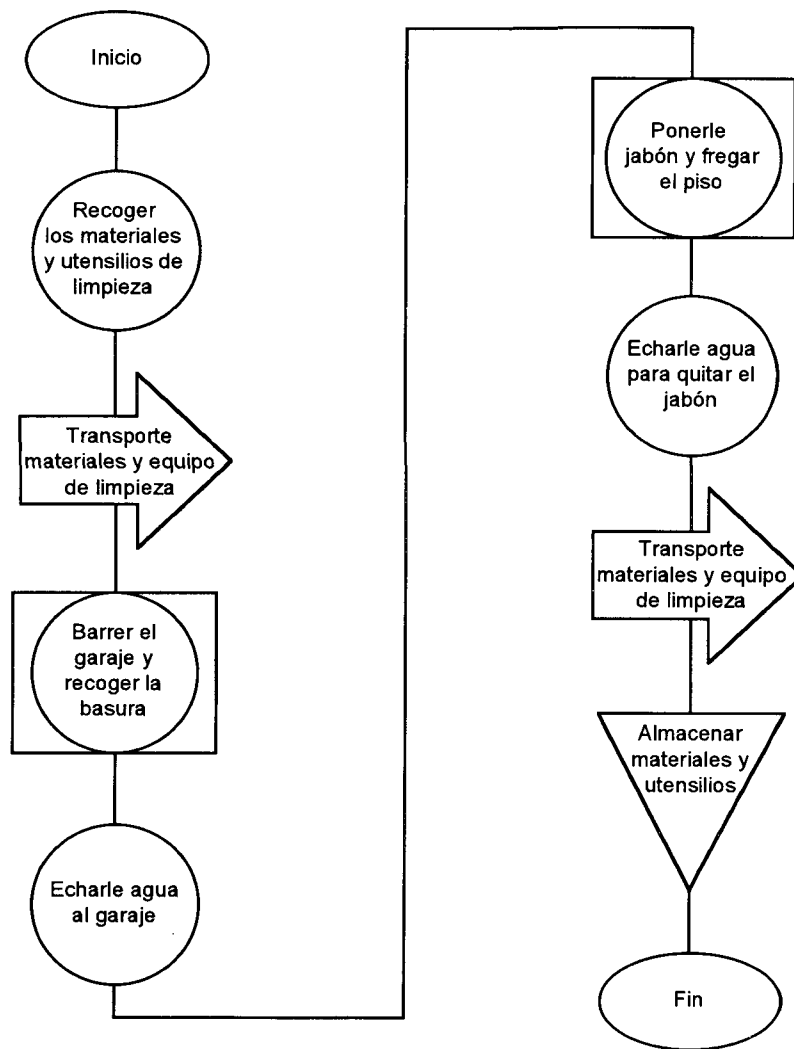 Inicio
Recoger
los materiales
y utensilios de
limpieza
Transporte
materiales y equipo
de limpieza
Barrer el
garaje y
recoger la
basura
Echarle agua
al garaje
Ponerle
jabón y fregar
el piso
Echarle agua
para quitar el
jabón
Transporte
materiales y equipo
de limpieza
Almacenar
materiales y
utensilios
Fin